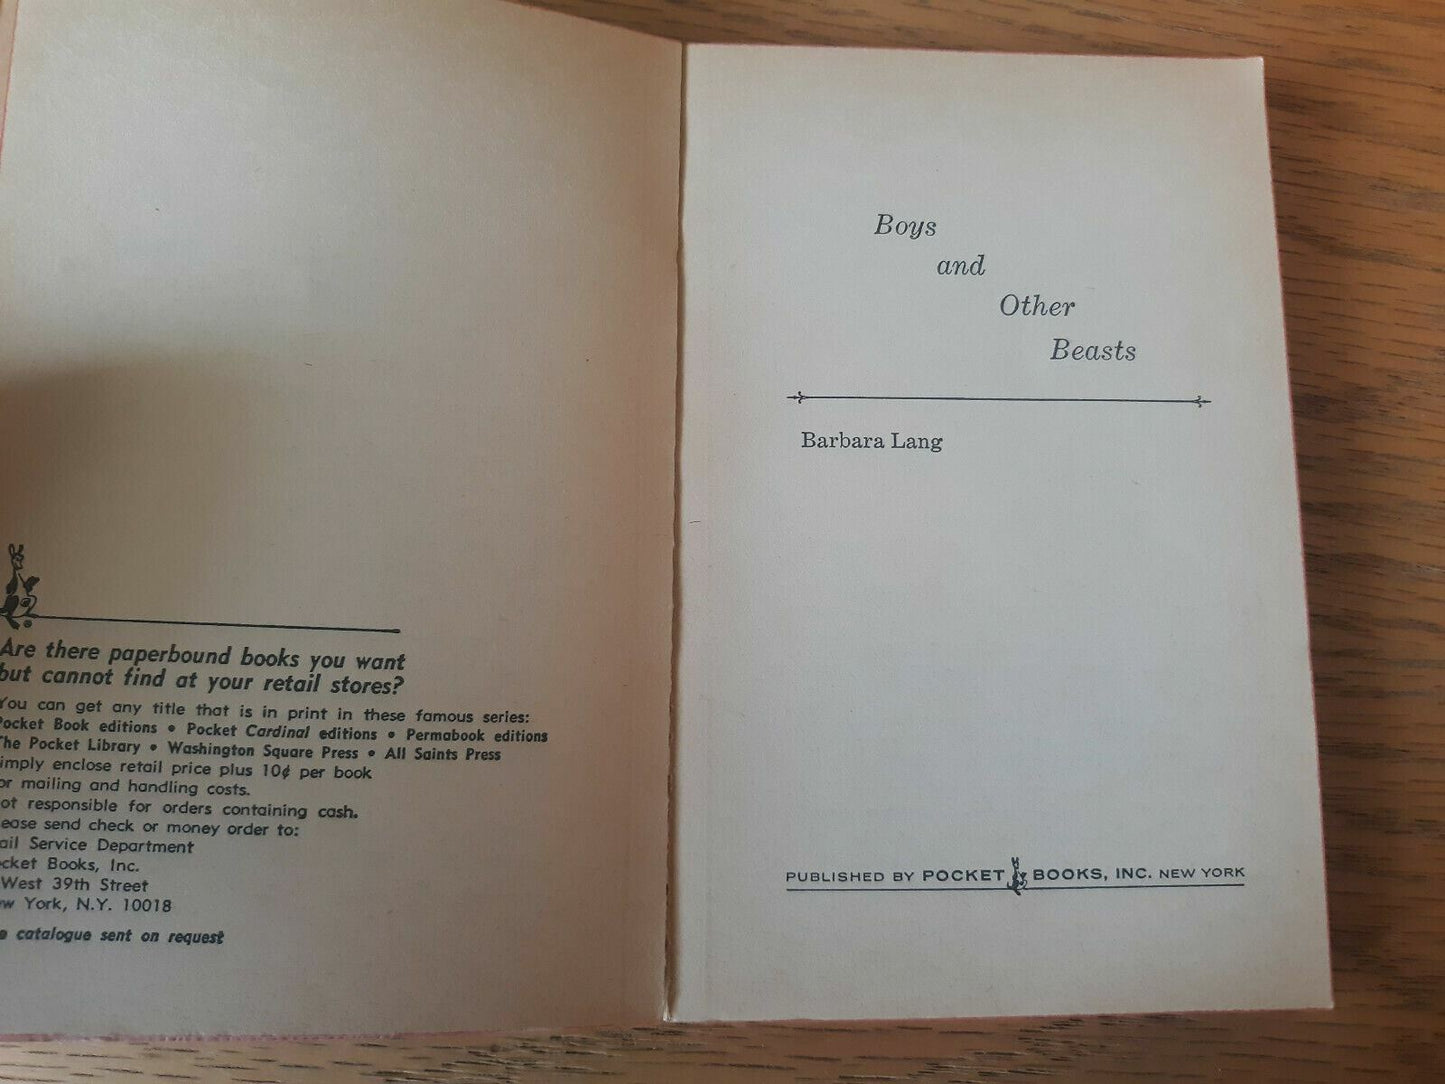 Are there paperbound books you want
but cannot find at your retail stores?
You can get any title that is in print in these famous series:
Pocket Book editions • Pocket Cardinal editions • Permabook editions
The Pocket Library • Washington Square Press • All Saints Press
imply enclose retail price plus 10¢ per book
or mailing and handling costs.
ot responsible for orders containing cash.
ease send check or money order to:
ail Service Department
cket Books, Inc.
West 39th Street
ew York, N.Y. 10018
e catalogue sent on request
Boys
and
Other
Beasts
Barbara Lang
PUBLISHED BY POCKET BOOKS, INC. NEW YORK